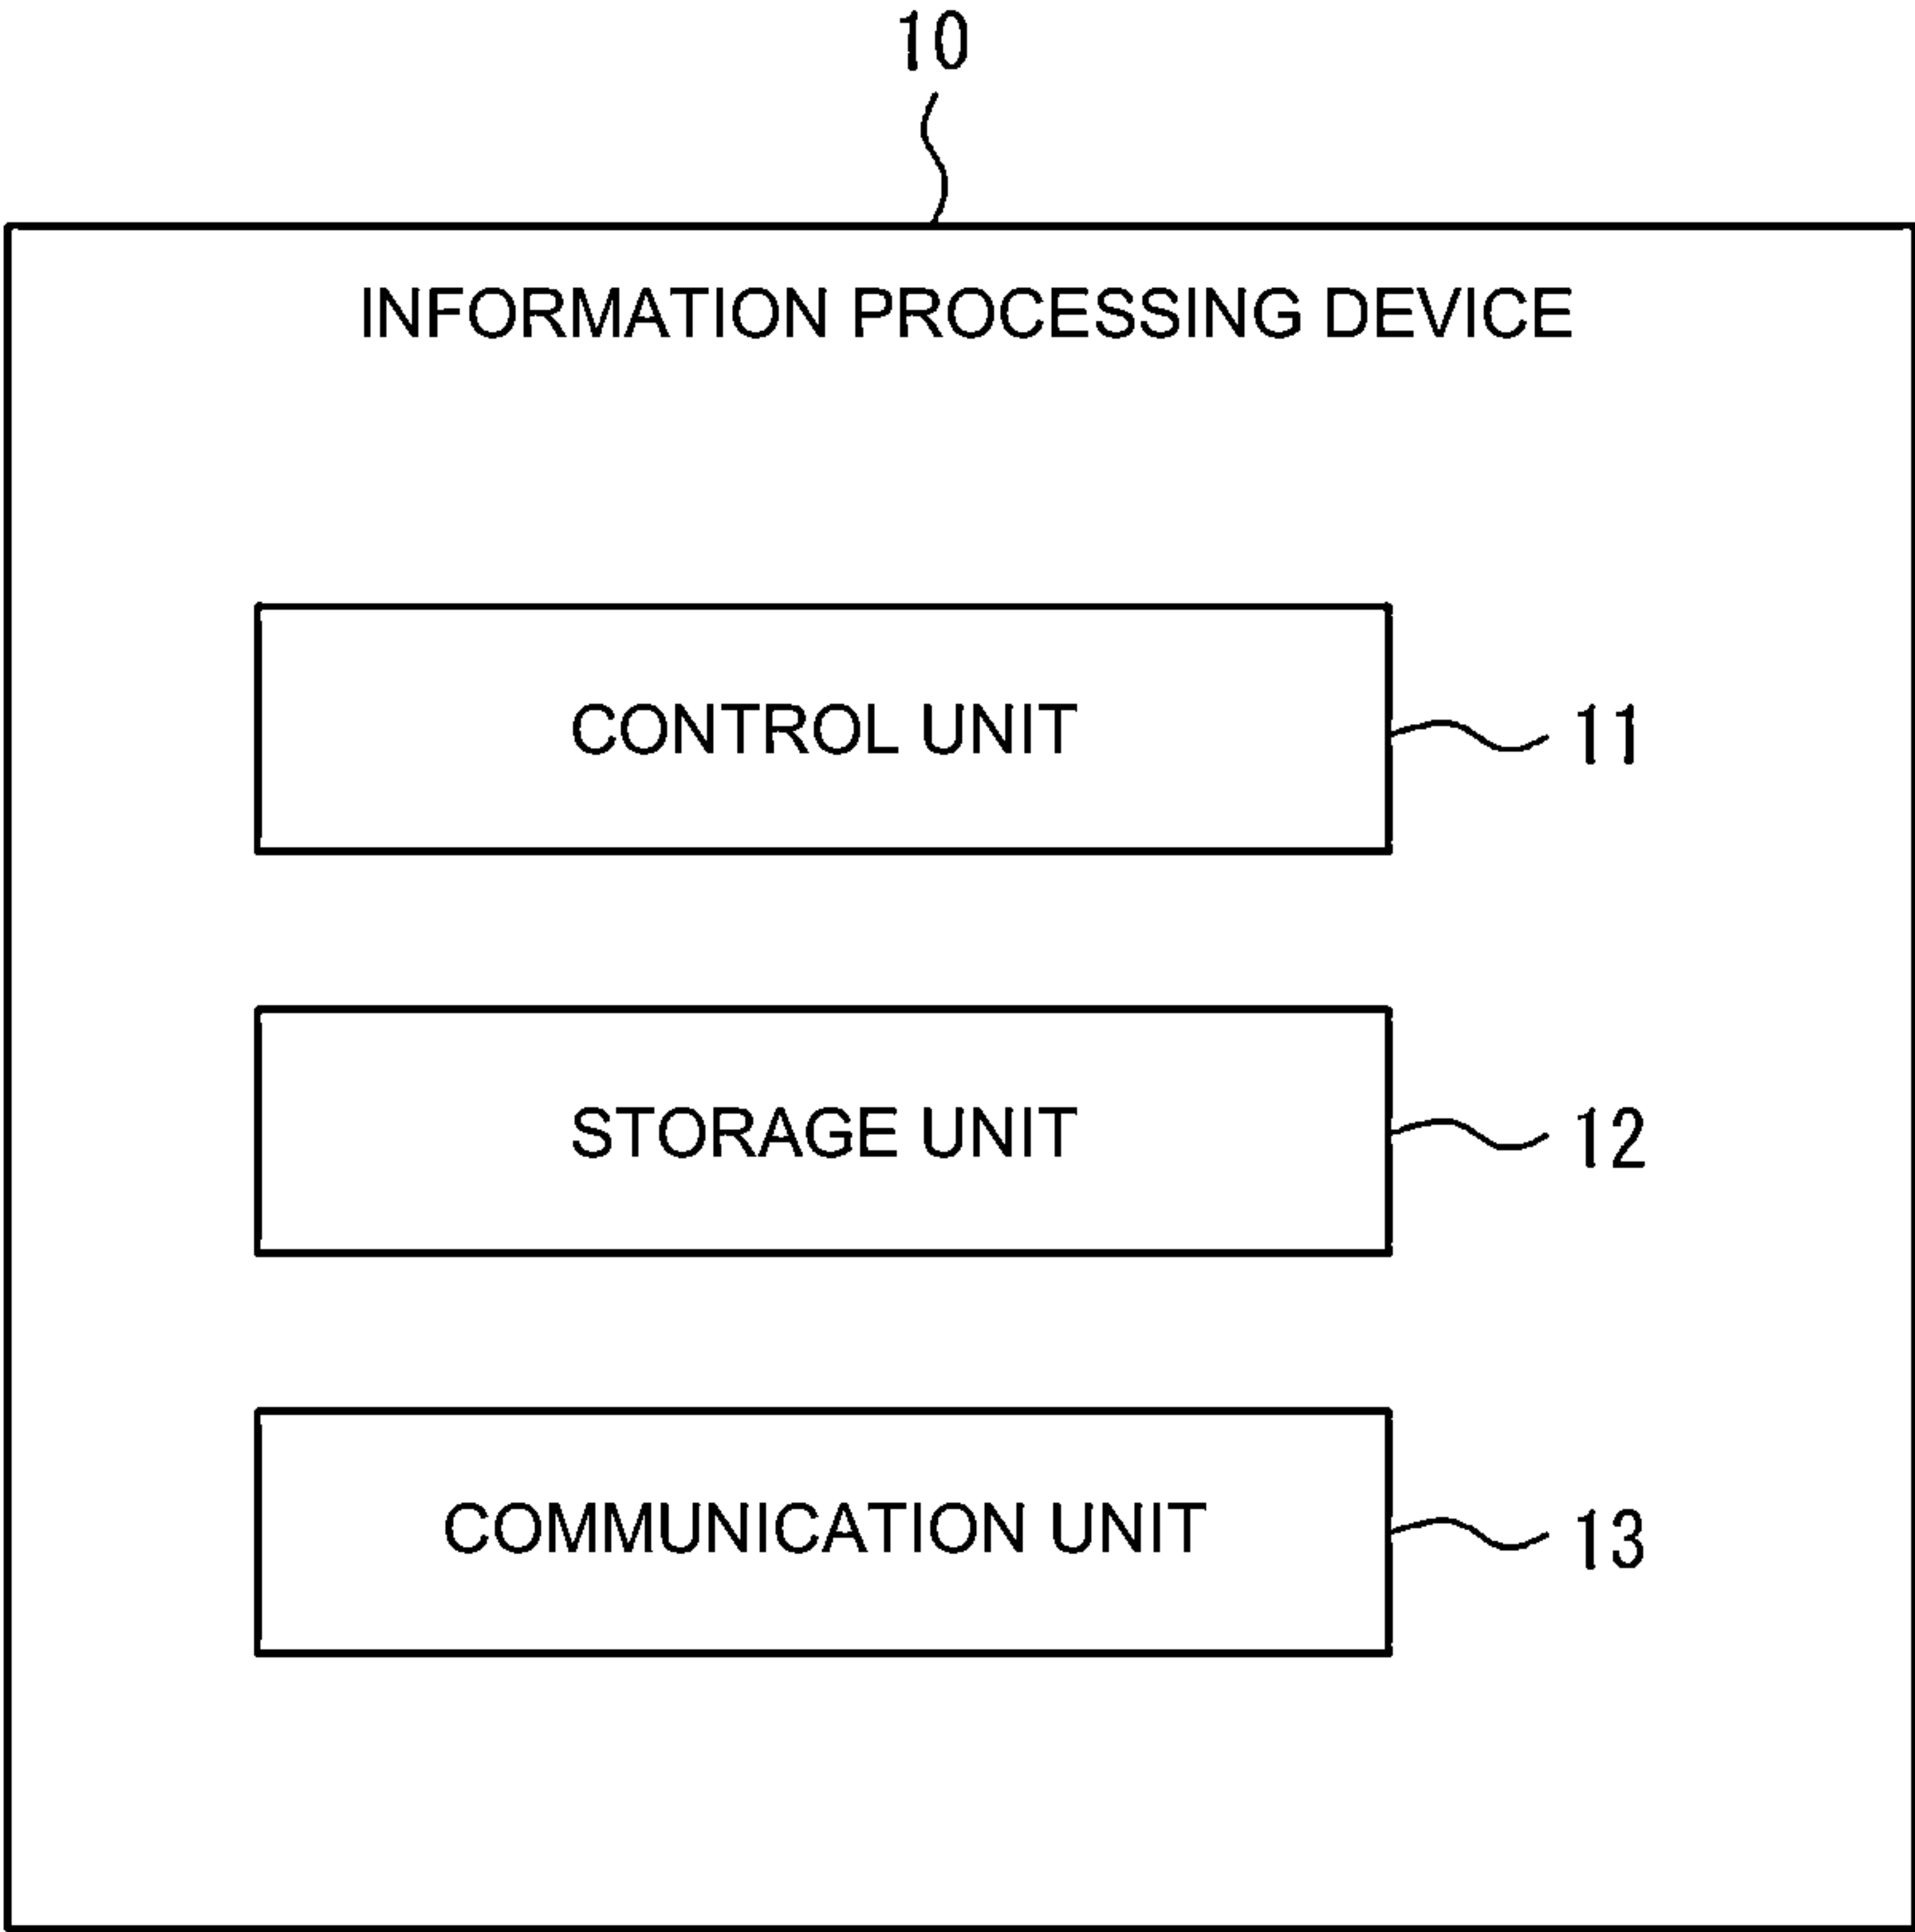 10
INFORMATION PROCESSING DEVICE
CONTROL UNIT 11
STORAGE UNIT 12
COMMUNICATION UNIT 13